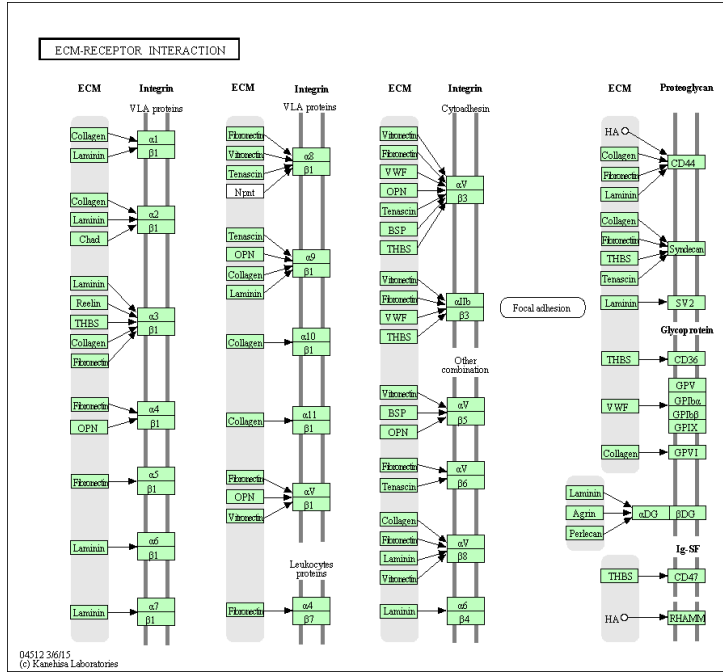 ECM-RECEPTOR INTERACTION
ECM
Integrin
VLA proteins
Collagen
Laminin
α1
β1
Collagen
Laminin
Chad
α2
β1
Laminin
Reelin
THBS
Collagen
Fibronectin
α3
β1
Fibronectin
OPN
α4
β1
Fibronectin
α5
β1
Laminin
α6
β1
Laminin
α7
β1
ECM
Integrin
VLA proteins
Fibronectin
Vitronectin
Tenascin
Npnt
α8
β1
Tenascin
OPN
Collagen
Laminin
α9
β1
Collagen
α10
β1
Collagen
α11
β1
Fibronectin
OPN
Vitronectin
αV
β1
Leukocytes
proteins
Fibronectin
α4
β7
ECM
Integrin
Cytoadhesin
Vitronectin
Fibronectin
VWF
OPN
Tenascin
BSP
THBS
αV
β3
Vitronectin
Fibronectin
VWF
THBS
αIIb
β3
Other
combination
Vitronectin
BSP
OPN
αV
β5
Fibronectin
Tenascin
αV
β6
Collagen
Fibronectin
Laminin
Vitronectin
αV
β8
Laminin
α6
β4
Focal adhesion
ECM
Proteoglycan
HA
Collagen
Fibronectin
Laminin
CD44
Collagen
Fibronectin
THBS
Tenascin
Syndecan
Laminin
SV2
Glycoprotein
THBS
CD36
VWF
GPV
GPIbα
GPIbβ
GPIX
Collagen
GPVI
Laminin
Agrin
Perlecan
αDG
βDG
Ig-SF
THBS
CD47
HA
RHAMM
04512 3/6/15
(c) Kanehisa Laboratories